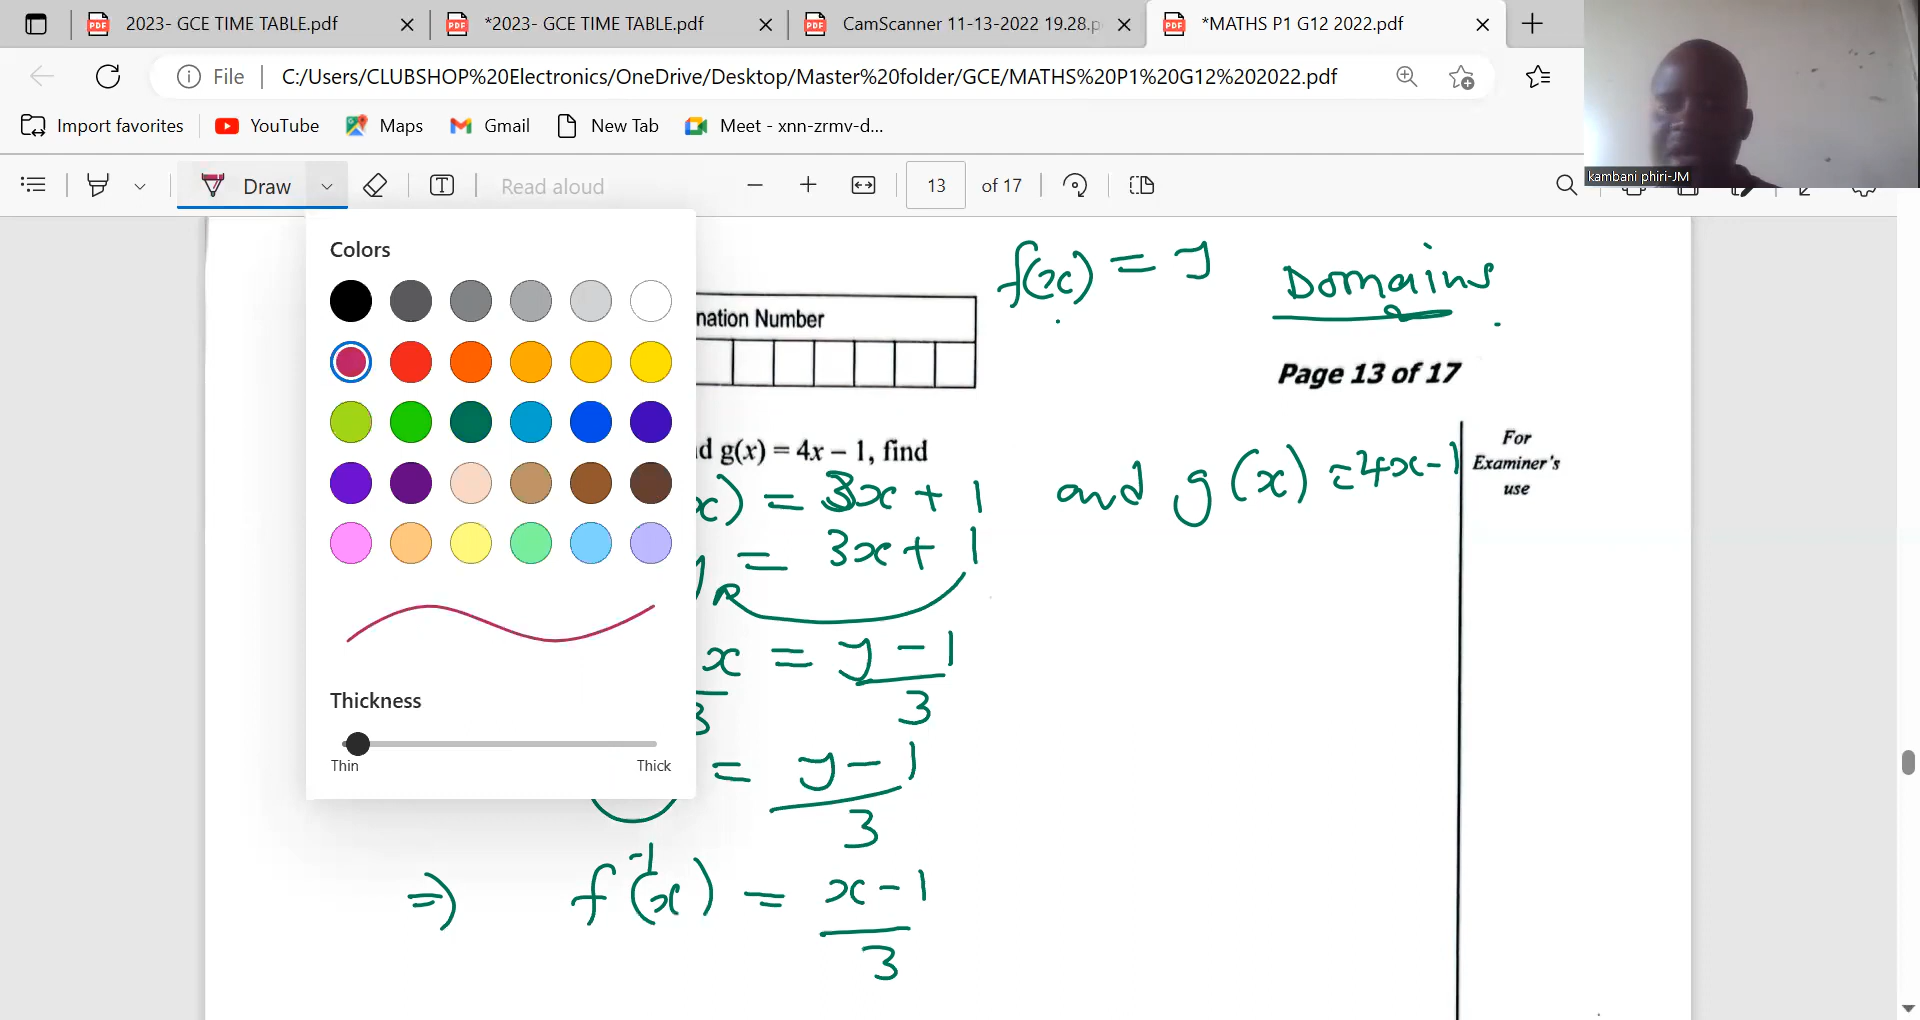 2023- GCE TIME TABLE.pdf
*2023- GCE TIME TABLE.pdf
CamScanner 11-13-2022 19.28.p
*MATHS P1 G12 2022.pdf
File
C:/Users/CLUBSHOP%20Electronics/OneDrive/Desktop/Master%20folder/GCE/MATHS%20P1%20G12%202022.pdf
Import favorites
YouTube
Maps
Gmail
New Tab
Meet - xnn-zrmv-d...
kambani phiri-JM
Draw
Read aloud
13
of 17
Colors
Thickness
Thin
Thick
f(x) = y
Domains
nation Number
Page 13 of 17
For
Examiner's
use
d g(x) = 4x – 1, find
x) = 3x + 1 and g(x) = 4x-1
y = 3x + 1
x = y - 1
3 3
= y - 1
3
=> f⁻¹(x) = x - 1
3